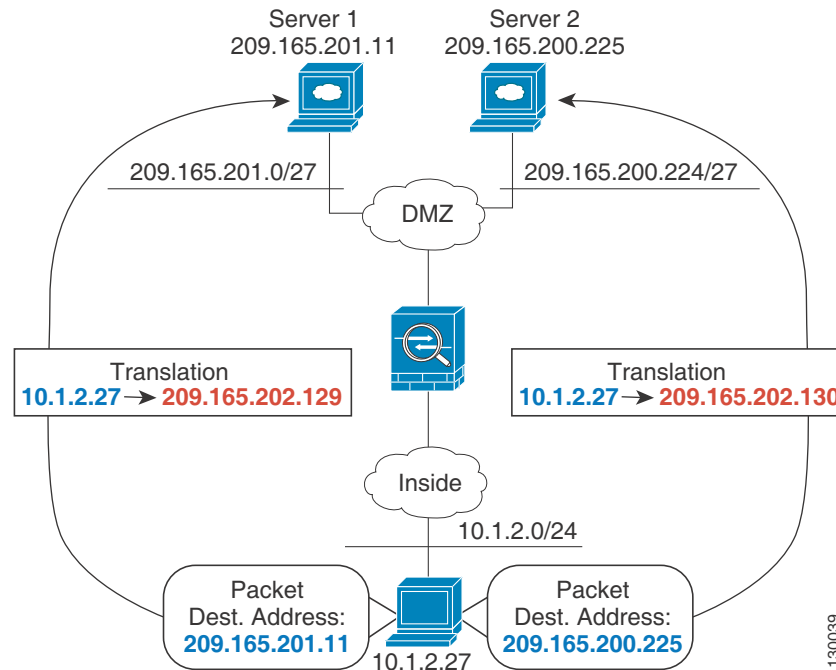 Server 1
209.165.201.11
Server 2
209.165.200.225
209.165.201.0/27
209.165.200.224/27
DMZ
Translation
10.1.2.27 → 209.165.202.129
Translation
10.1.2.27 → 209.165.202.130
Inside
10.1.2.0/24
Packet
Dest. Address:
209.165.201.11
Packet
Dest. Address:
209.165.200.225
10.1.2.27
130039